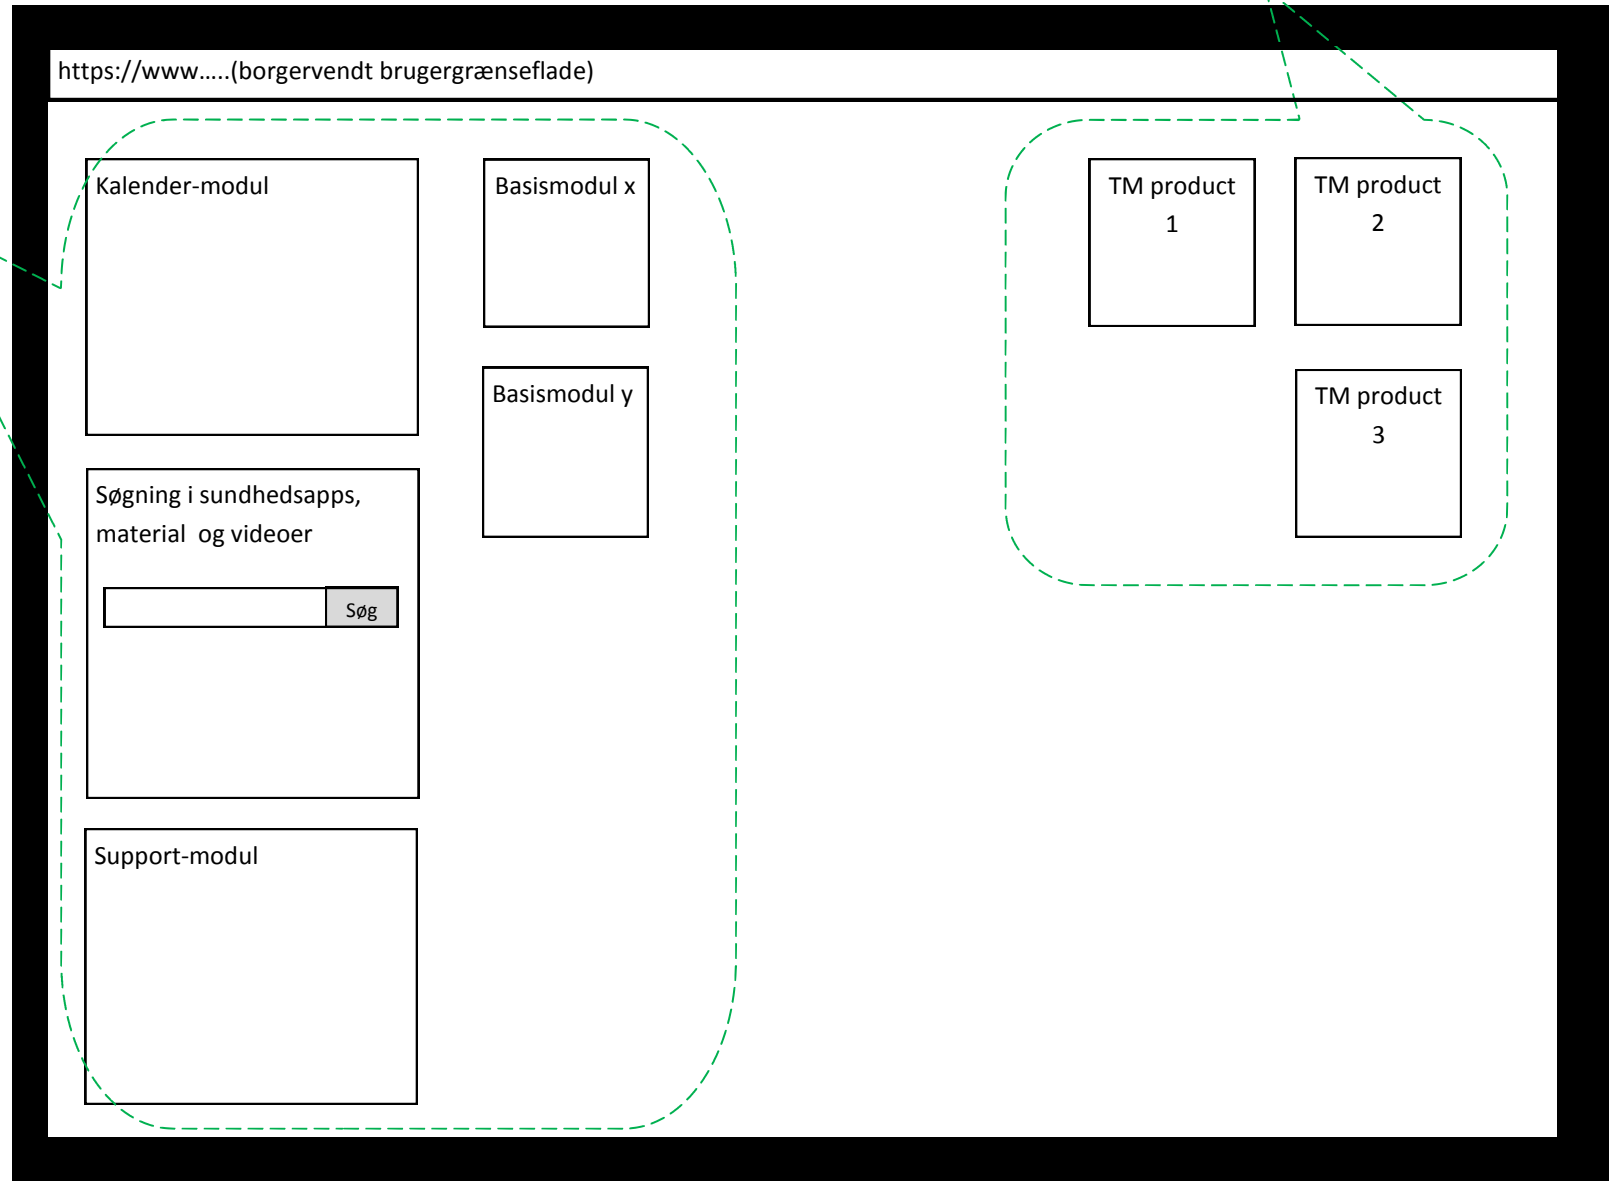 https://www.....(borgervendt brugergrænseflade)
Kalender-modul
Basismodul x
Basismodul y
Søgning i sundhedsapps,
material  og videoer
Søg
Support-modul
TM product
1
TM product
2
TM product
3